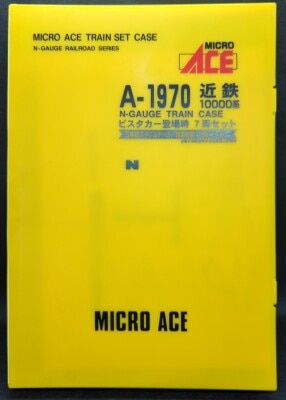 MICRO ACE TRAIN SET CASE
N-GAUGE RAILROAD SERIES
MICRO
ACE
A-1970 近鉄
10000系
N-GAUGE TRAIN CASE
ビスタカー登場時 7両セット
N
MICRO ACE